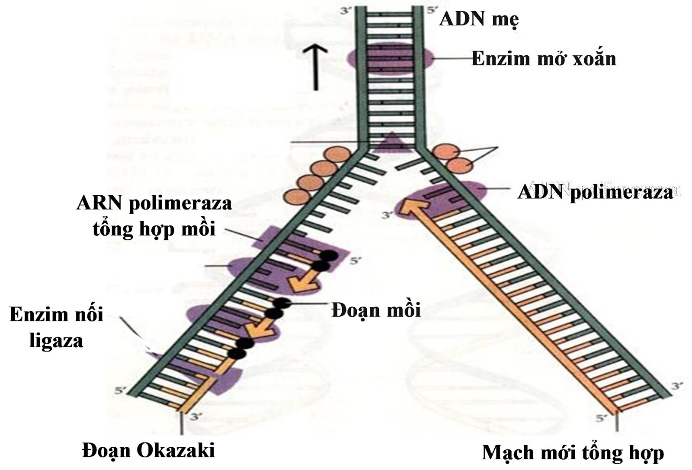 3'
5'
ADN mẹ
Enzim mở xoắn
ADN polimeraza
ARN polimeraza
tổng hợp mồi
3'
5'
Đoạn mồi
Enzim nối
ligaza
5'
3'
3'
5'
Đoạn Okazaki
Mạch mới tổng hợp